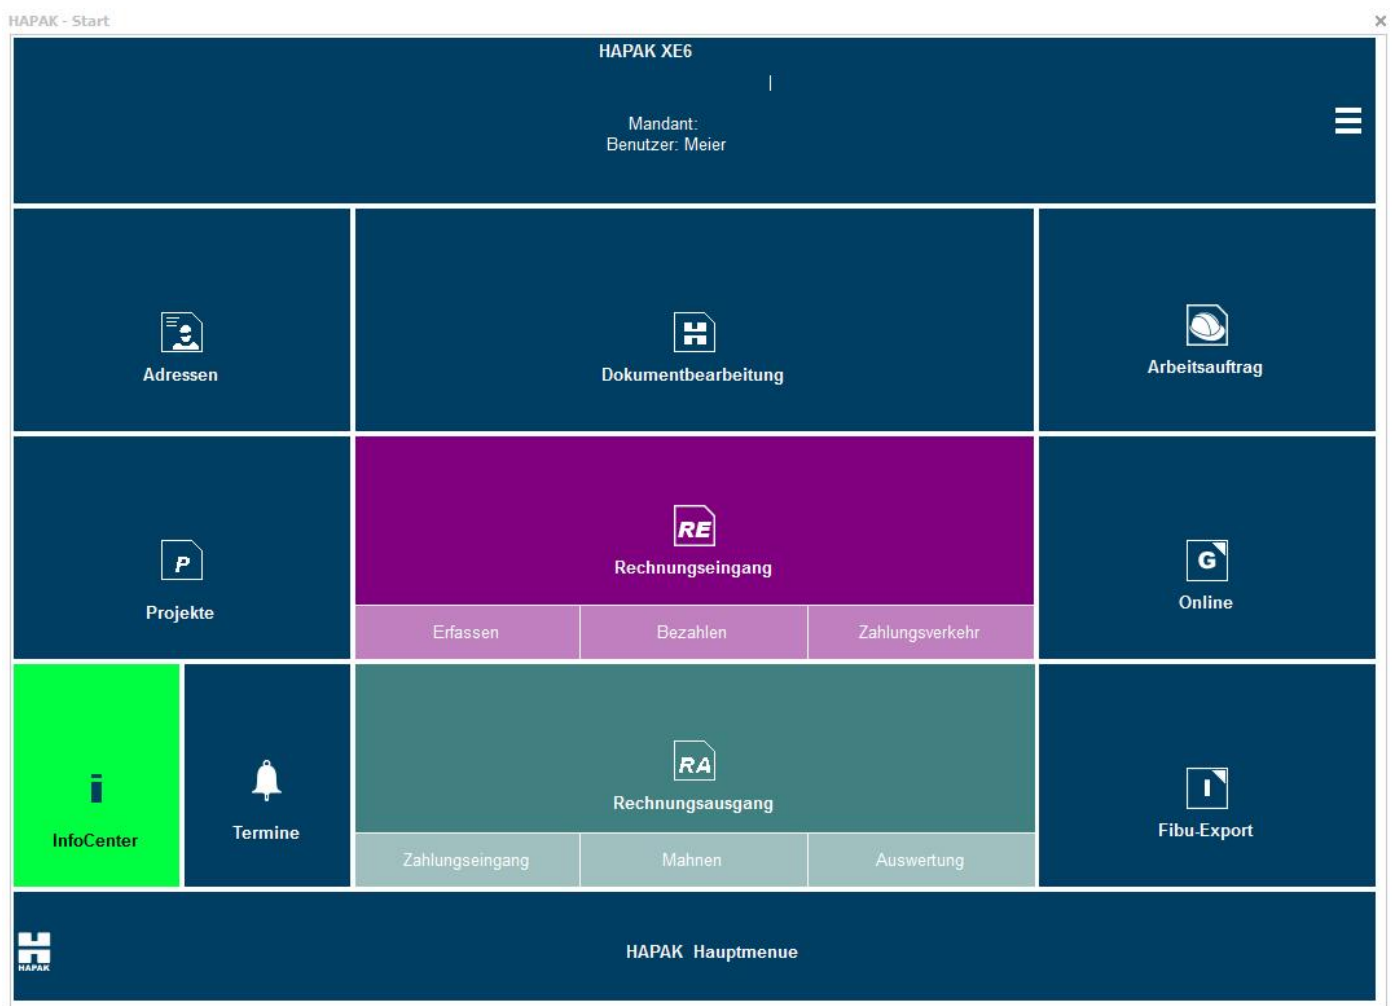 HAPAK - Start
HAPAK XE6
|
Mandant:
Benutzer: Meier
Adressen
H
Dokumentbearbeitung
Arbeitsauftrag
P
Projekte
RE
Rechnungseingang
Erfassen Bezahlen Zahlungsverkehr
G
Online
i
InfoCenter
Termine
RA
Rechnungsausgang
Zahlungseingang Mahnen Auswertung
I
Fibu-Export
H
HAPAK
HAPAK Hauptmenue